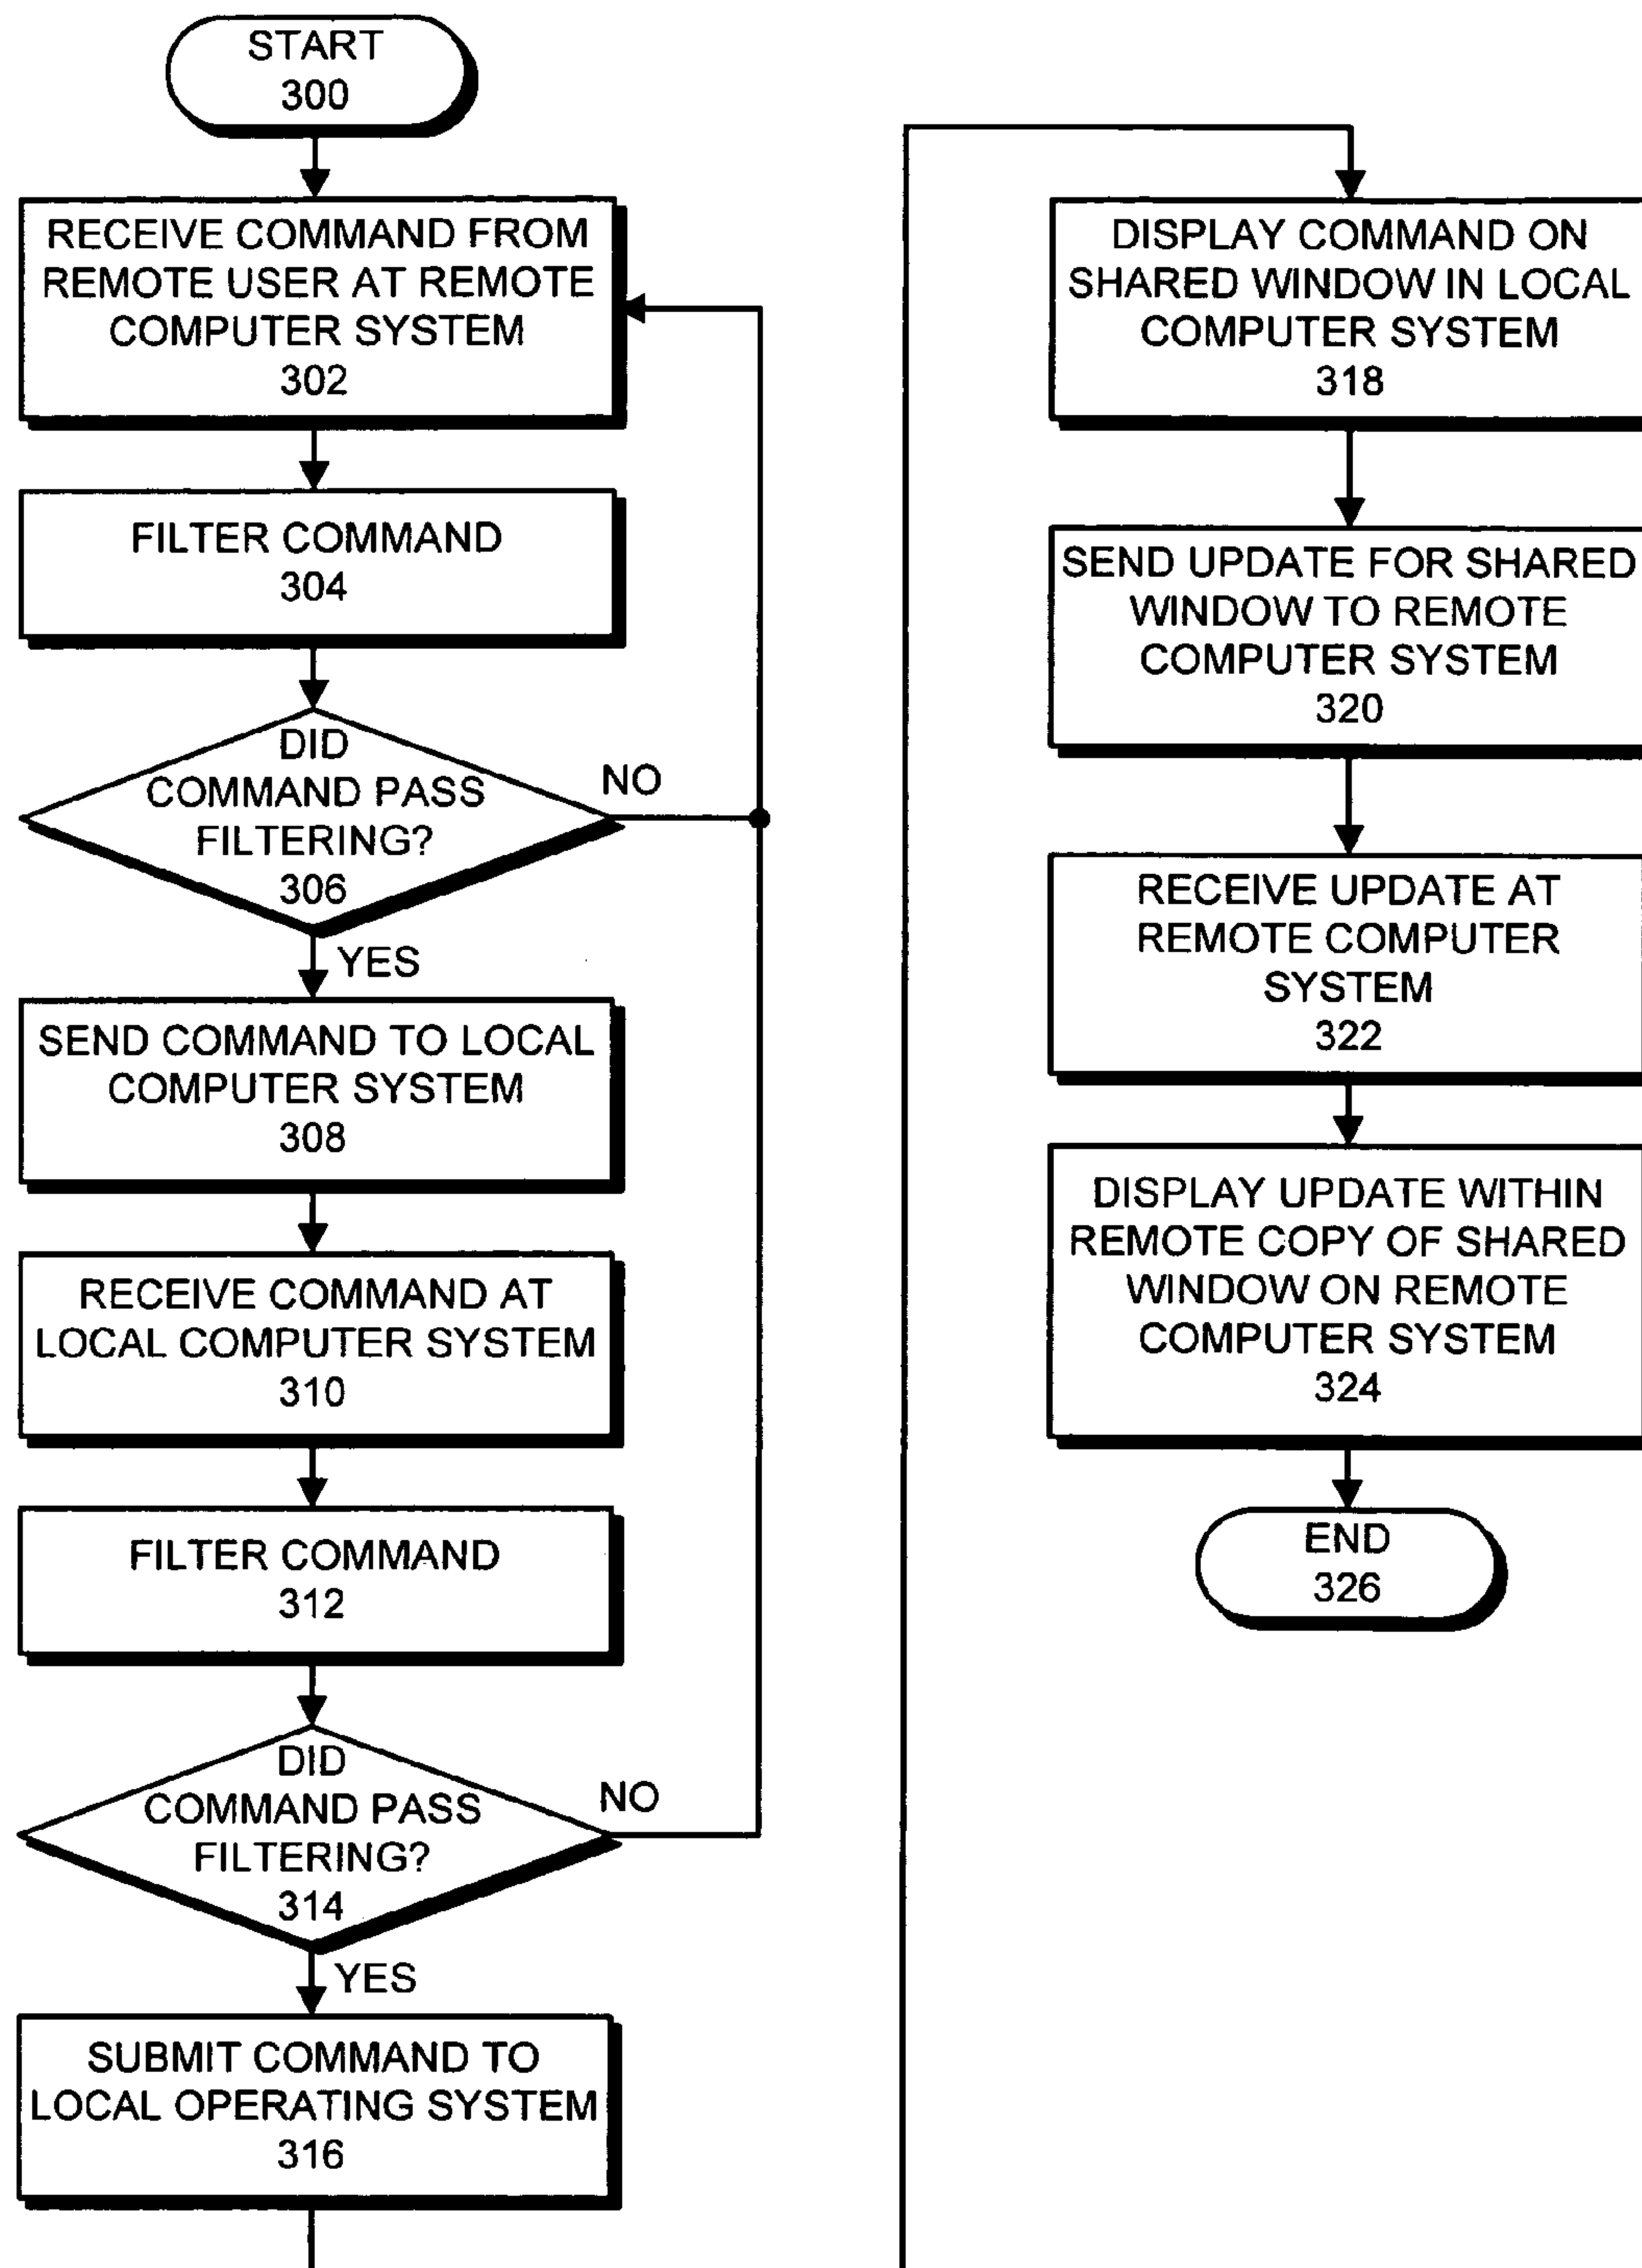 START
300
RECEIVE COMMAND FROM
REMOTE USER AT REMOTE
COMPUTER SYSTEM
302
FILTER COMMAND
304
DID
COMMAND PASS
FILTERING?
306
NO
YES
SEND COMMAND TO LOCAL
COMPUTER SYSTEM
308
RECEIVE COMMAND AT
LOCAL COMPUTER SYSTEM
310
FILTER COMMAND
312
DID
COMMAND PASS
FILTERING?
314
NO
YES
SUBMIT COMMAND TO
LOCAL OPERATING SYSTEM
316
DISPLAY COMMAND ON
SHARED WINDOW IN LOCAL
COMPUTER SYSTEM
318
SEND UPDATE FOR SHARED
WINDOW TO REMOTE
COMPUTER SYSTEM
320
RECEIVE UPDATE AT
REMOTE COMPUTER
SYSTEM
322
DISPLAY UPDATE WITHIN
REMOTE COPY OF SHARED
WINDOW ON REMOTE
COMPUTER SYSTEM
324
END
326